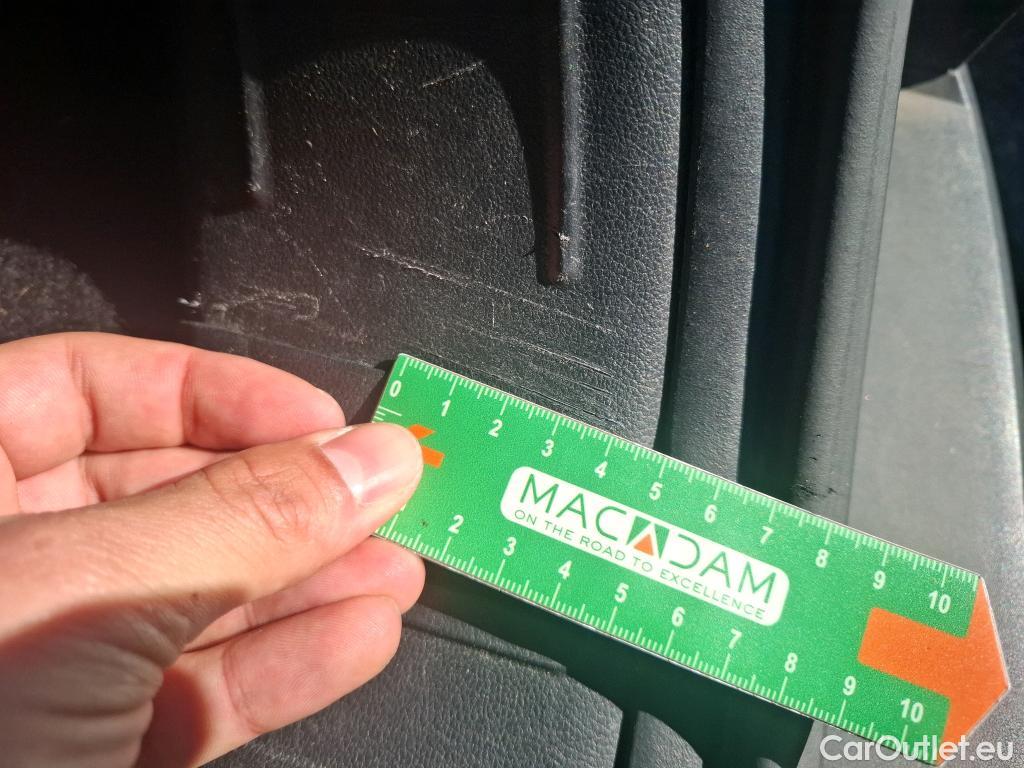 0 1 2 3 4 5 6 7 8 9 10
MACADAM
ON THE ROAD TO EXCELLENCE
2 3 4 5 6 7 8 9 10
CarOutlet.eu